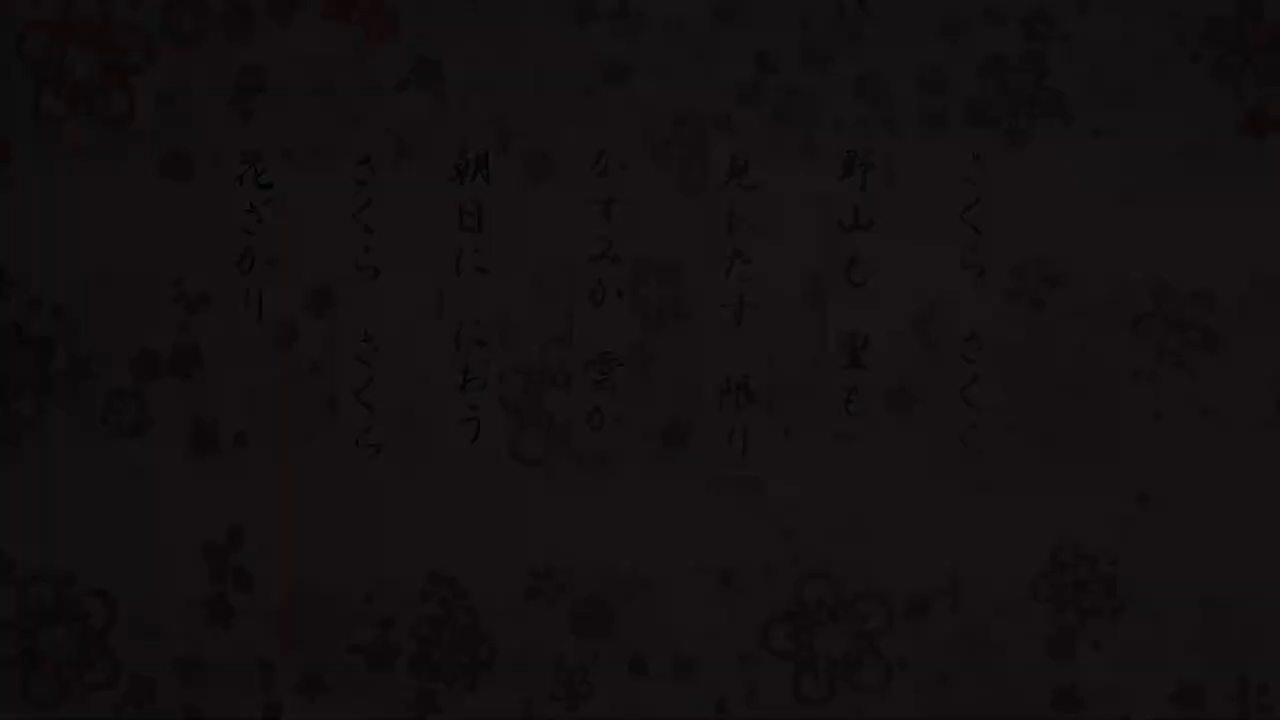 さくら さくら
野山も 里も
見わたす 限り
かすみか 雲か
朝日に におう
さくら さくら
花ざかり